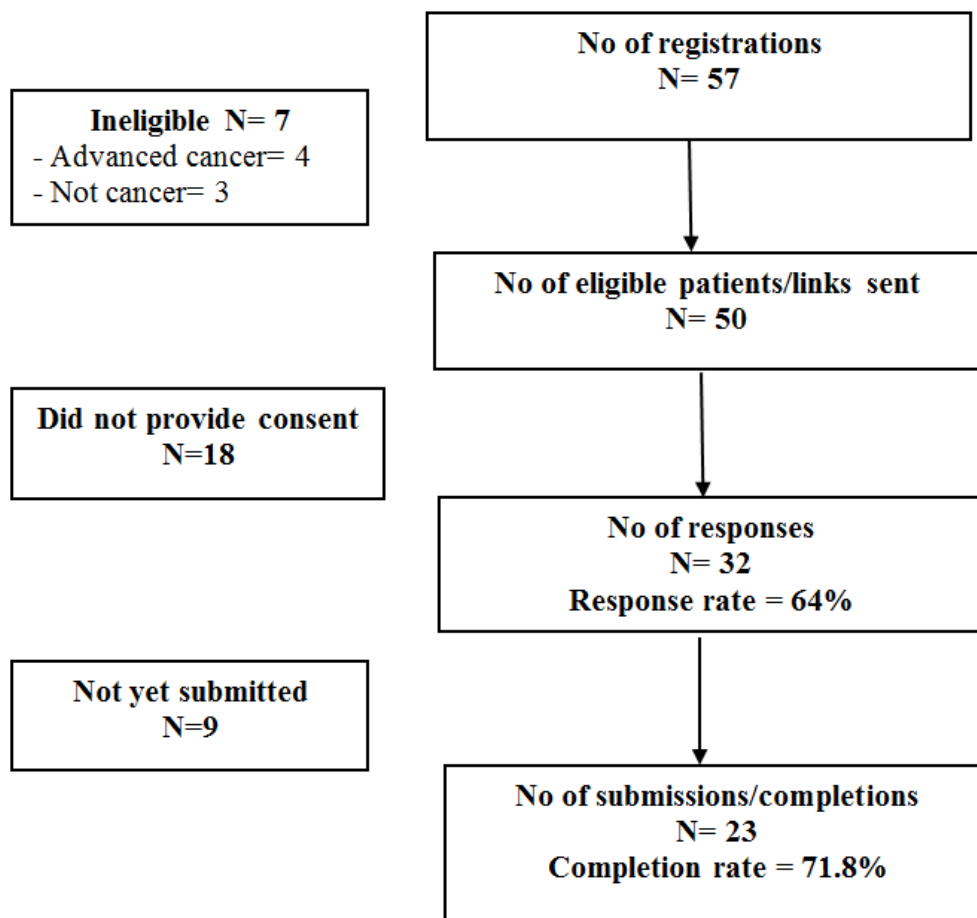 No of registrations
N= 57
Ineligible N= 7
- Advanced cancer= 4
- Not cancer= 3
No of eligible patients/links sent
N= 50
Did not provide consent
N=18
No of responses
N= 32
Response rate = 64%
Not yet submitted
N=9
No of submissions/completions
N= 23
Completion rate = 71.8%